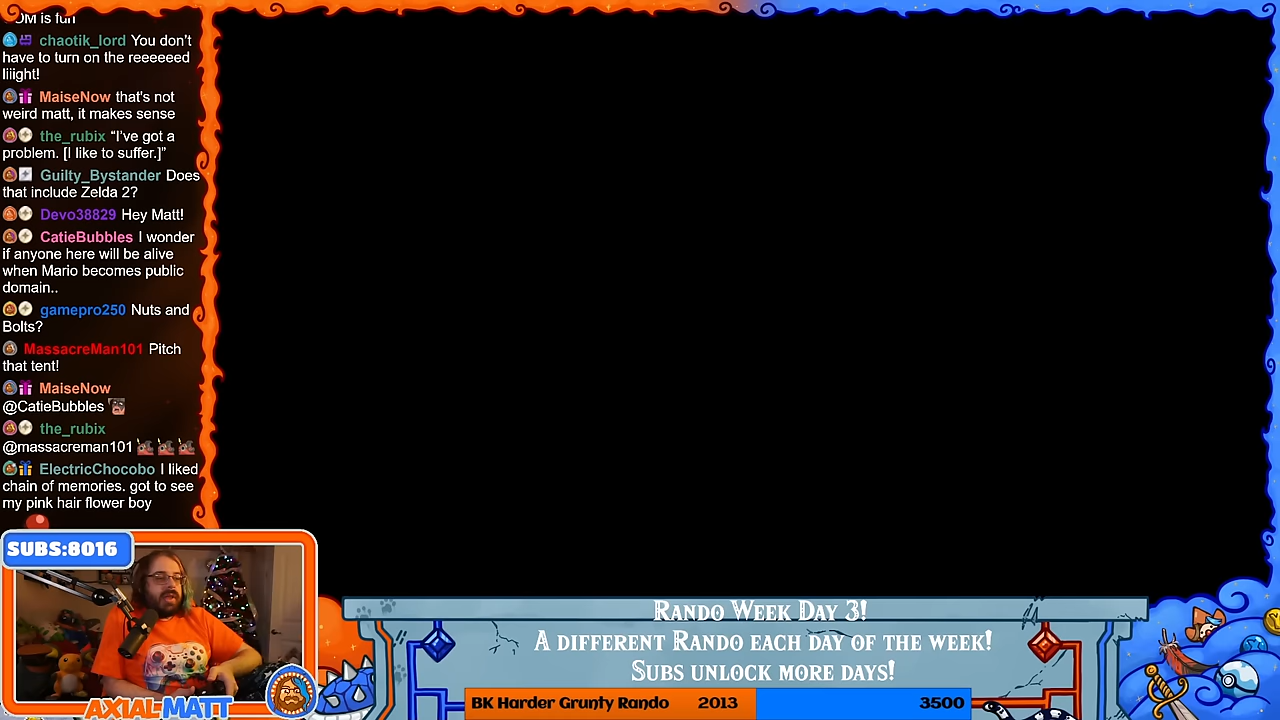 DM is fun
chaotik_lord You don't
have to turn on the reeeeeed
liiight!
MaiseNow that's not
weird matt, it makes sense
the_rubix “I've got a
problem. [I like to suffer.]”
Guilty_Bystander Does
that include Zelda 2?
Devo38829 Hey Matt!
CatieBubbles I wonder
if anyone here will be alive
when Mario becomes public
domain..
gamepro250 Nuts and
Bolts?
MassacreMan101 Pitch
that tent!
MaiseNow
@CatieBubbles
the_rubix
@massacreman101
ElectricChocobo I liked
chain of memories. got to see
my pink hair flower boy
SUBS:8016
AXIALMATT
Rando Week Day 3!
A different Rando each day of the week!
Subs unlock more days!
BK Harder Grunty Rando 2013 3500